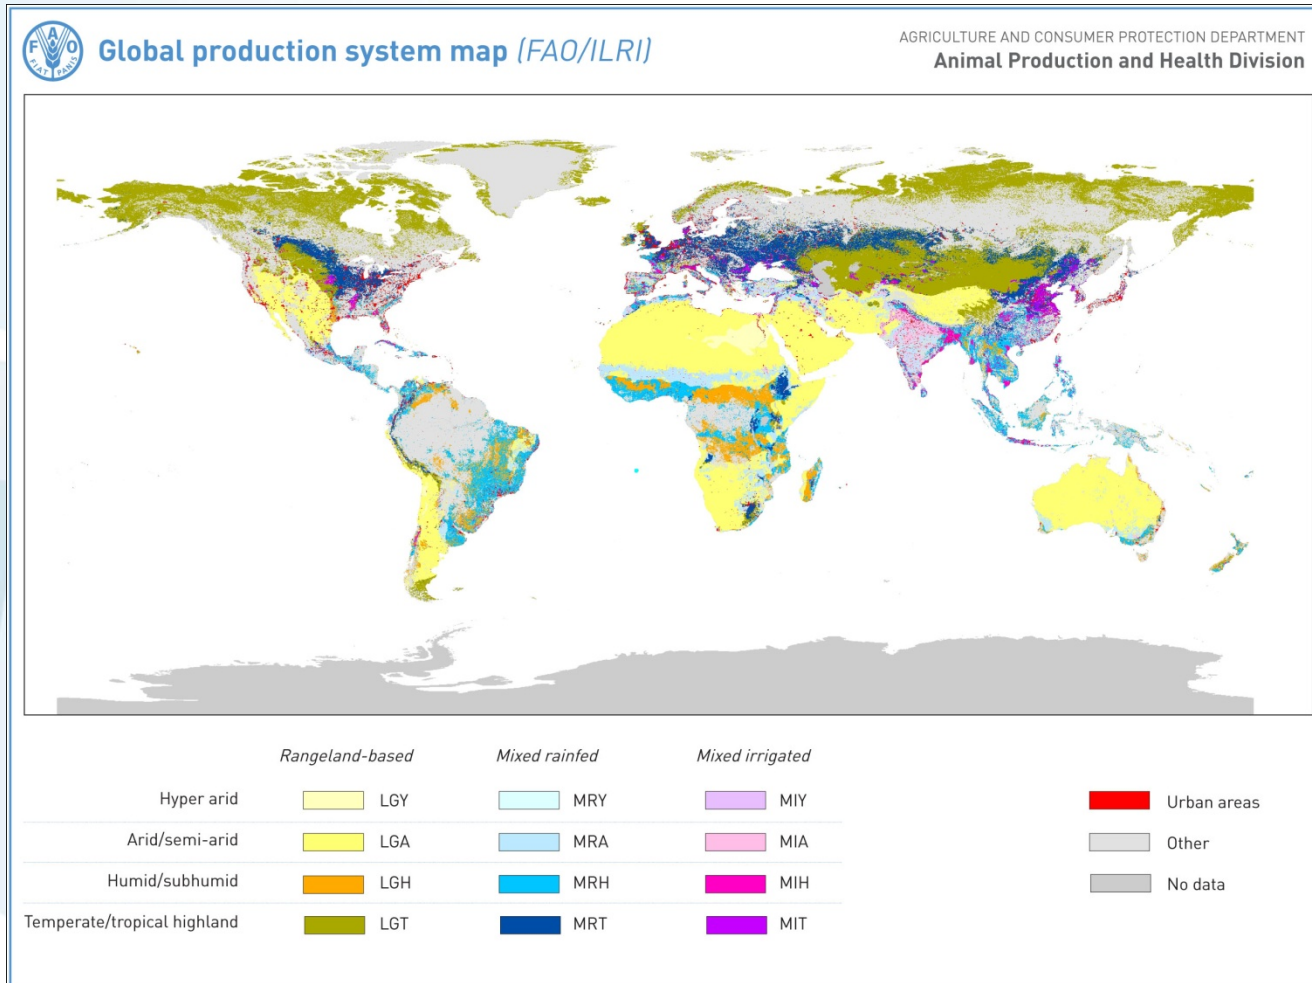 F A O
FIAT PANIS
Global production system map (FAO/ILRI)
AGRICULTURE AND CONSUMER PROTECTION DEPARTMENT
Animal Production and Health Division
Rangeland-based Mixed rainfed Mixed irrigated
Hyper arid LGY MRY MIY
Urban areas
Arid/semi-arid LGA MRA MIA
Other
Humid/subhumid LGH MRH MIH
No data
Temperate/tropical highland LGT MRT MIT